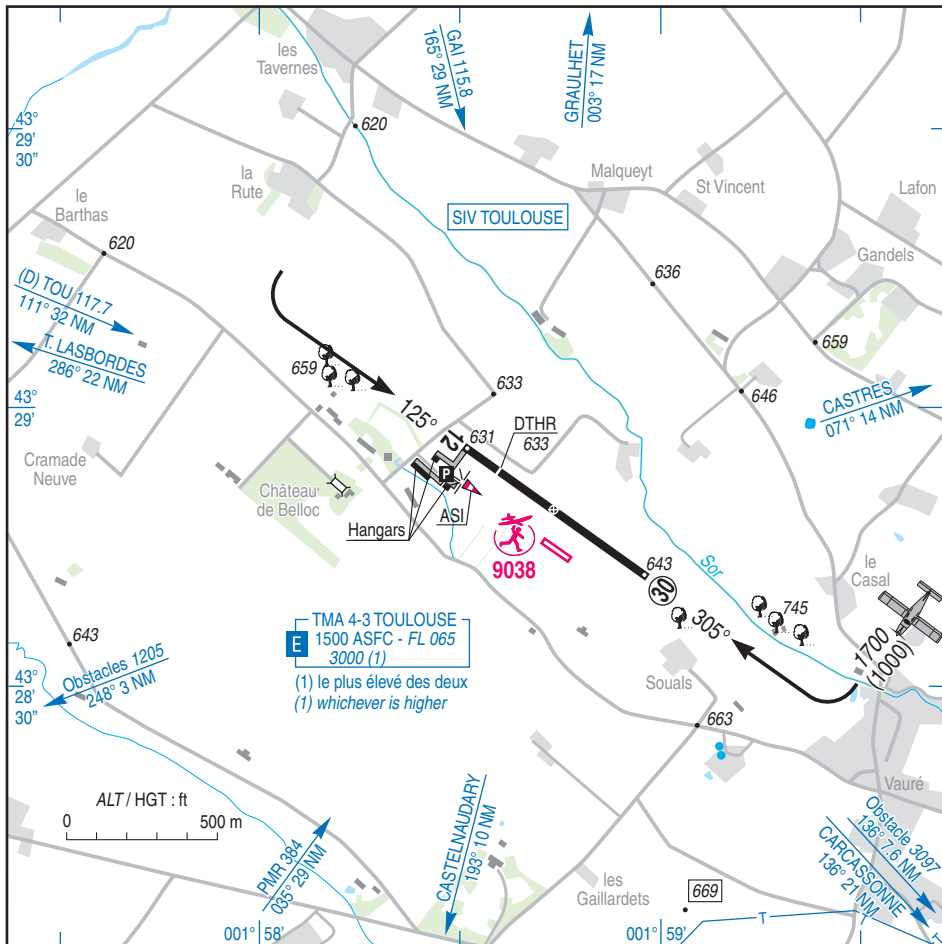 les
Tavernes
GAI 115.8
165° 29 NM
GRAULHET
003° 17 NM
43°
29'
30"
620
la
Rute
Malqueyt
St Vincent
Lafon
le
Barthas
SIV TOULOUSE
620
Gandels
636
(D) TOU 117.7
111° 32 NM
T. LASBORDES
286° 22 NM
659
659
633
646
43°
29'
125°
CASTRES
071° 14 NM
12
631
DTHR
633
Cramade
Neuve
P
Château
de Belloc
Hangars
ASI
9038
643
30
Sor
le
Casal
745
305°
1700
(1000)
TMA 4-3 TOULOUSE
E
1500 ASFC - FL 065
3000 (1)
(1) le plus élevé des deux
(1) whichever is higher
643
Obstacles 1205
248° 3 NM
43°
28'
30"
Souals
663
Vauré
ALT / HGT : ft
0 500 m
PMR 384
035° 29 NM
CASTELNAUDARY
193° 10 NM
Obstacle 3097
136° 7.6 NM
CARCASSONNE
136° 21 NM
les
Gaillardets
669
T
T
T
001° 58'
001° 59'